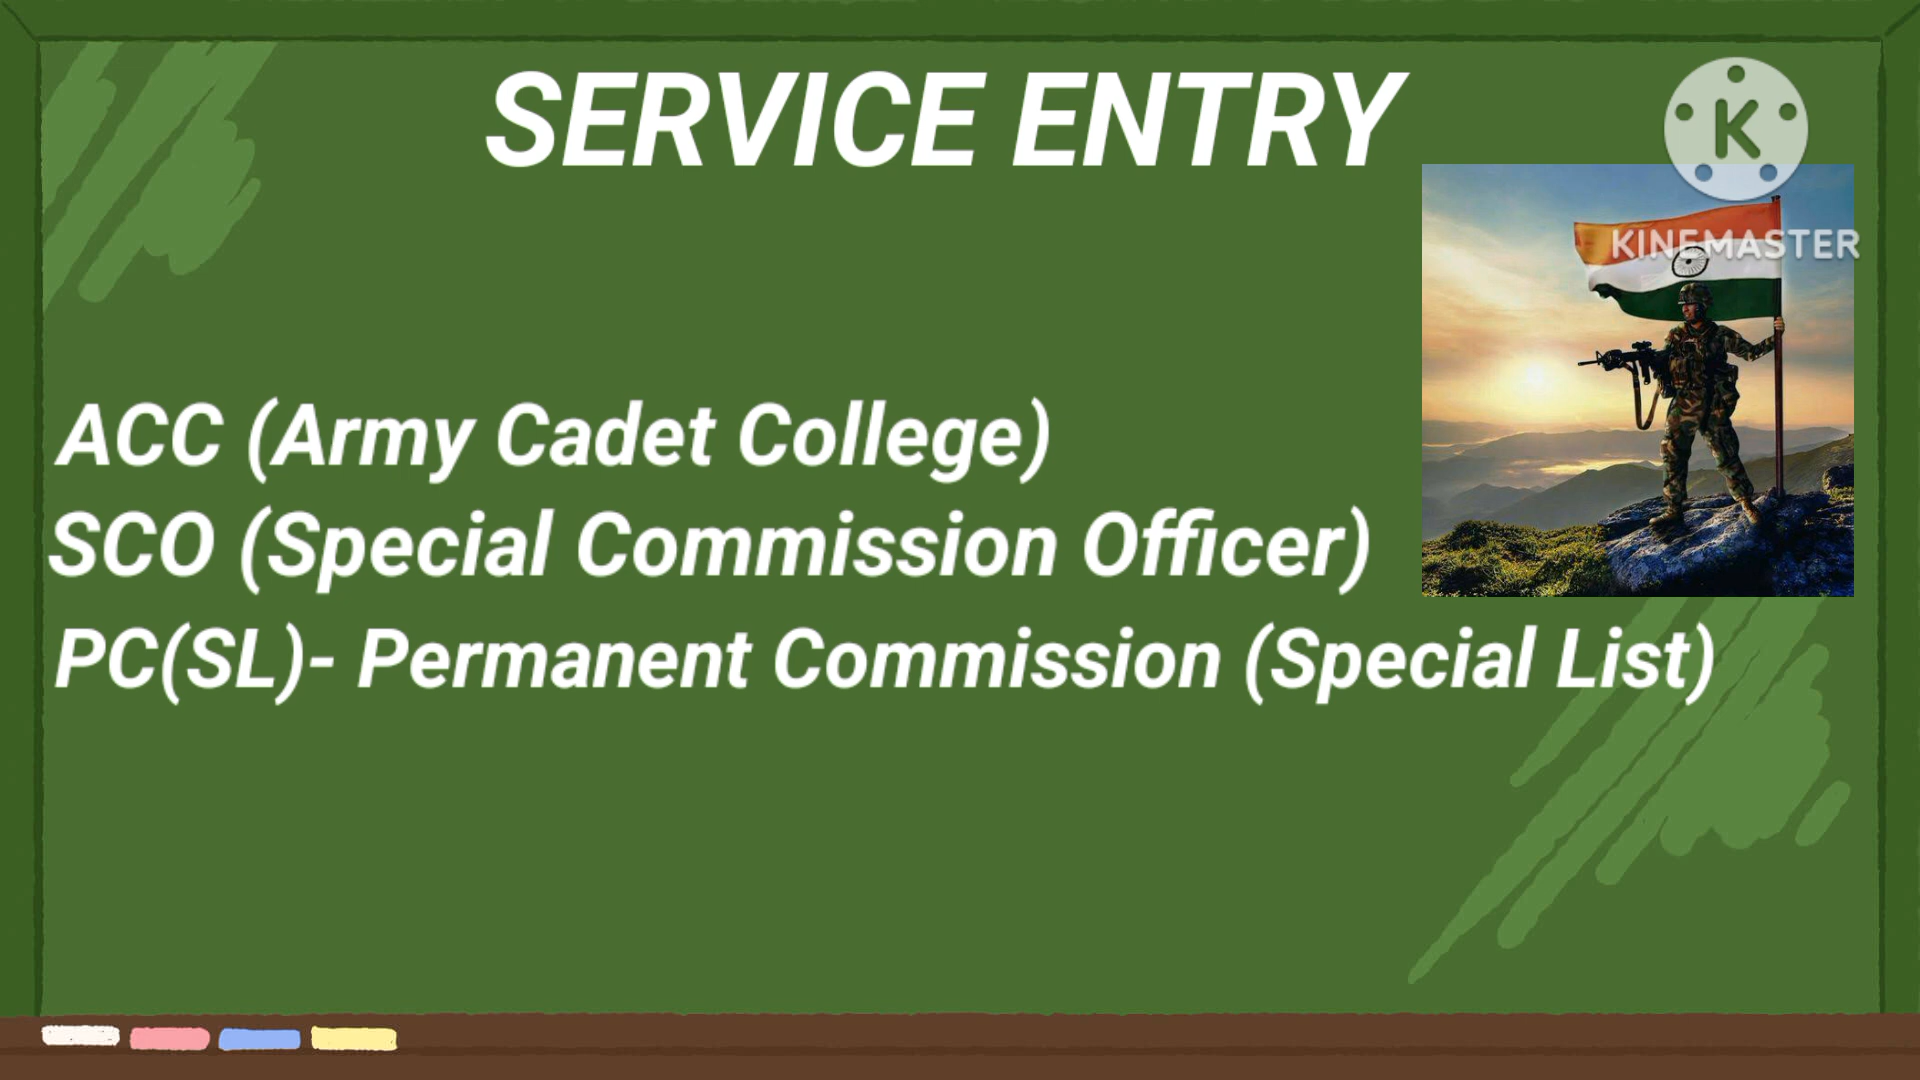 SERVICE ENTRY
K
KINEMASTER
ACC (Army Cadet College)
SCO (Special Commission Officer)
PC(SL)- Permanent Commission (Special List)